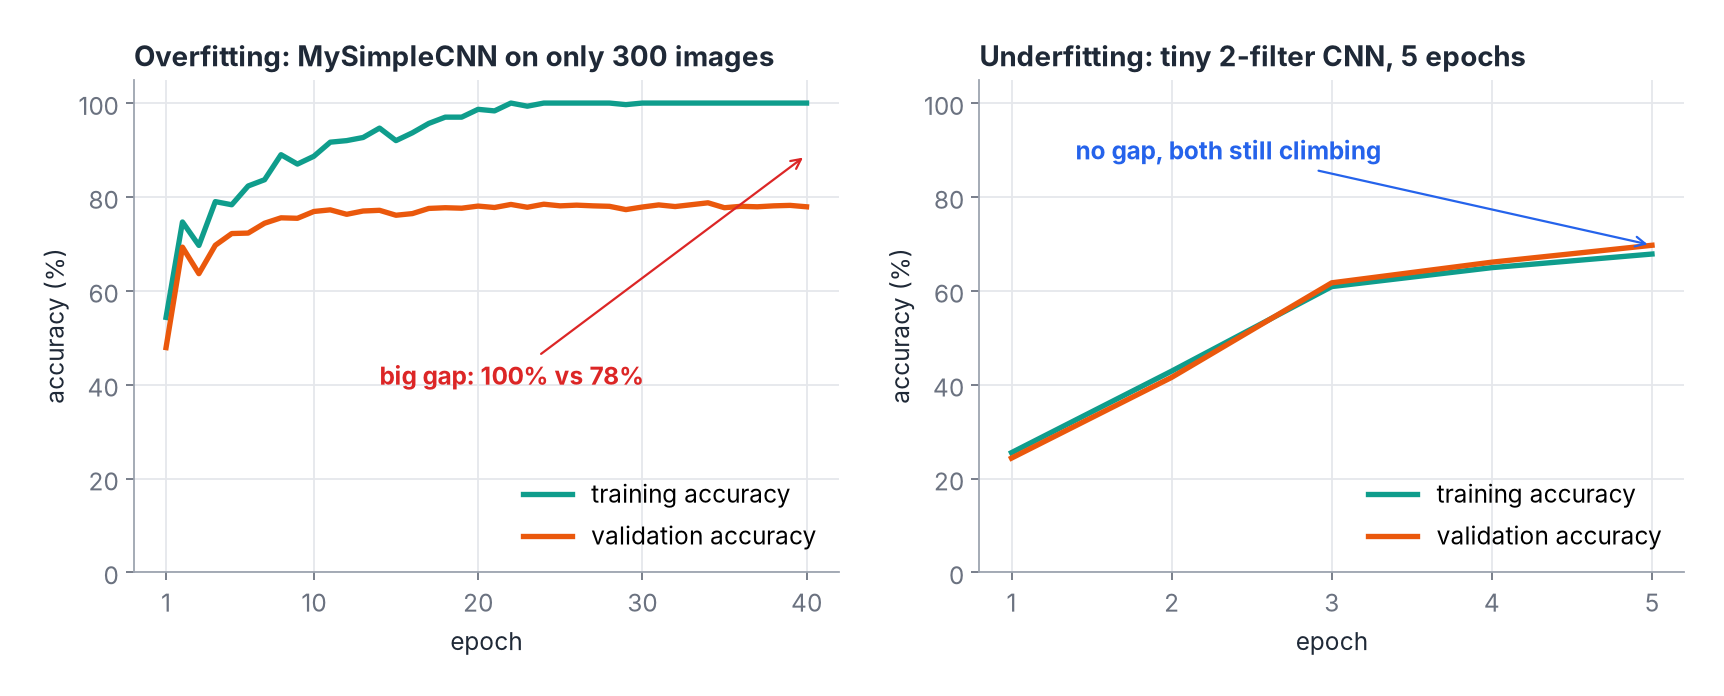 Overfitting: MySimpleCNN on only 300 images
100
80
60
40
20
0
accuracy (%)
big gap: 100% vs 78%
training accuracy
validation accuracy
1 10 20 30 40
epoch
Underfitting: tiny 2-filter CNN, 5 epochs
100
80
60
40
20
0
accuracy (%)
no gap, both still climbing
training accuracy
validation accuracy
1 2 3 4 5
epoch